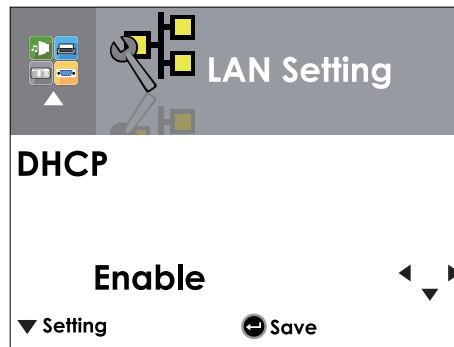 LAN Setting
DHCP
Enable
Setting
Save